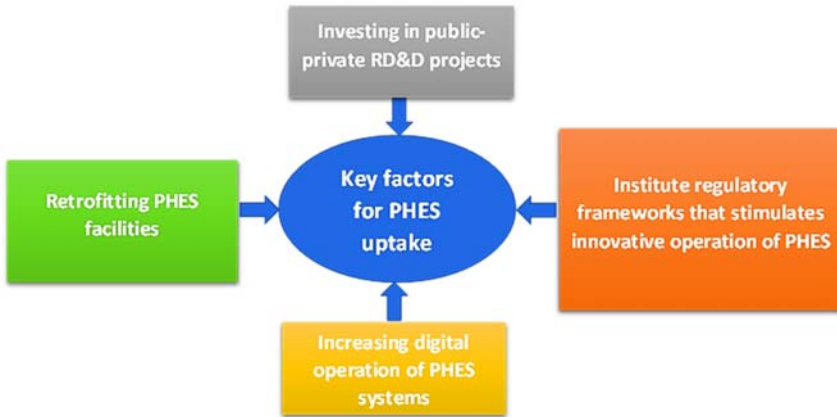 Investing in public-
private RD&D projects
Retrofitting PHES
facilities
Key factors
for PHES
uptake
Institute regulatory
frameworks that stimulates
innovative operation of PHES
Increasing digital
operation of PHES
systems